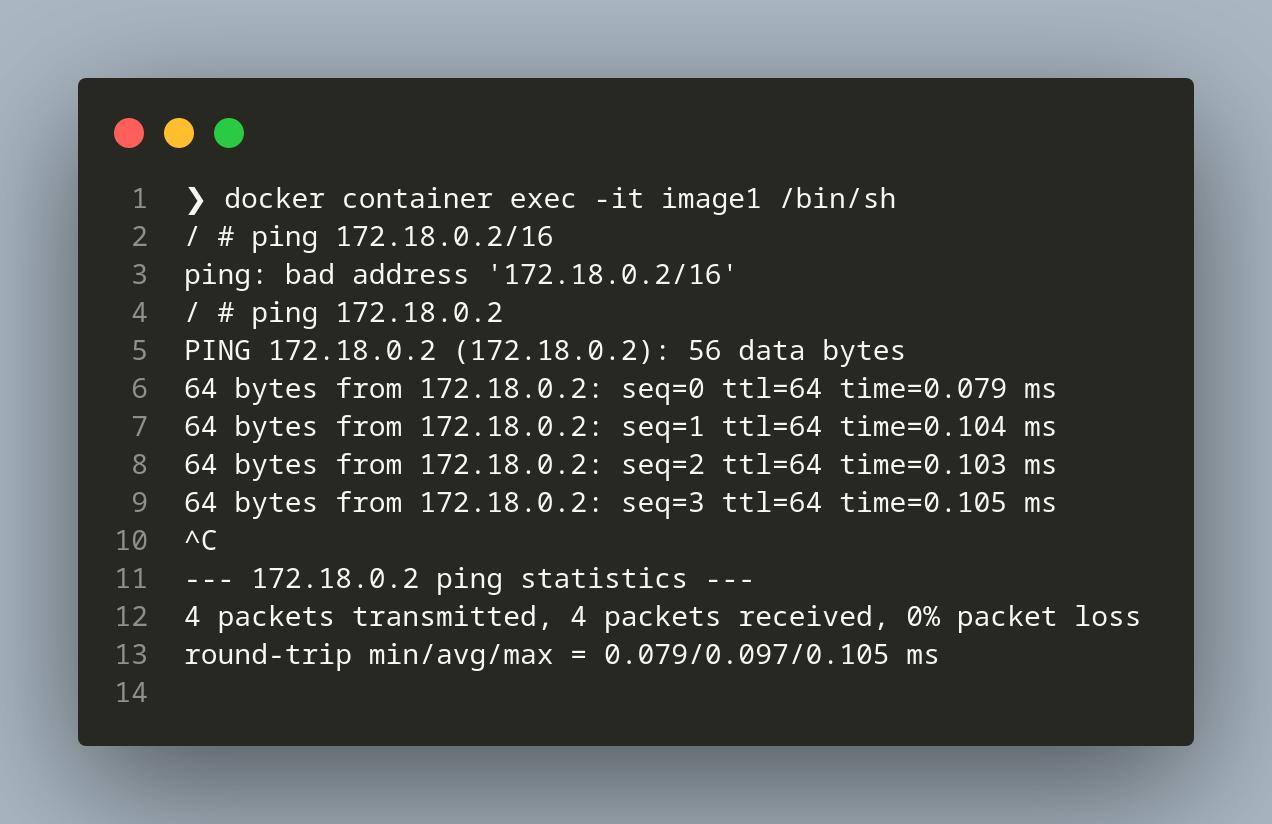 1 ❯ docker container exec -it image1 /bin/sh
2 / # ping 172.18.0.2/16
3 ping: bad address '172.18.0.2/16'
4 / # ping 172.18.0.2
5 PING 172.18.0.2 (172.18.0.2): 56 data bytes
6 64 bytes from 172.18.0.2: seq=0 ttl=64 time=0.079 ms
7 64 bytes from 172.18.0.2: seq=1 ttl=64 time=0.104 ms
8 64 bytes from 172.18.0.2: seq=2 ttl=64 time=0.103 ms
9 64 bytes from 172.18.0.2: seq=3 ttl=64 time=0.105 ms
10 ^C
11 --- 172.18.0.2 ping statistics ---
12 4 packets transmitted, 4 packets received, 0% packet loss
13 round-trip min/avg/max = 0.079/0.097/0.105 ms
14